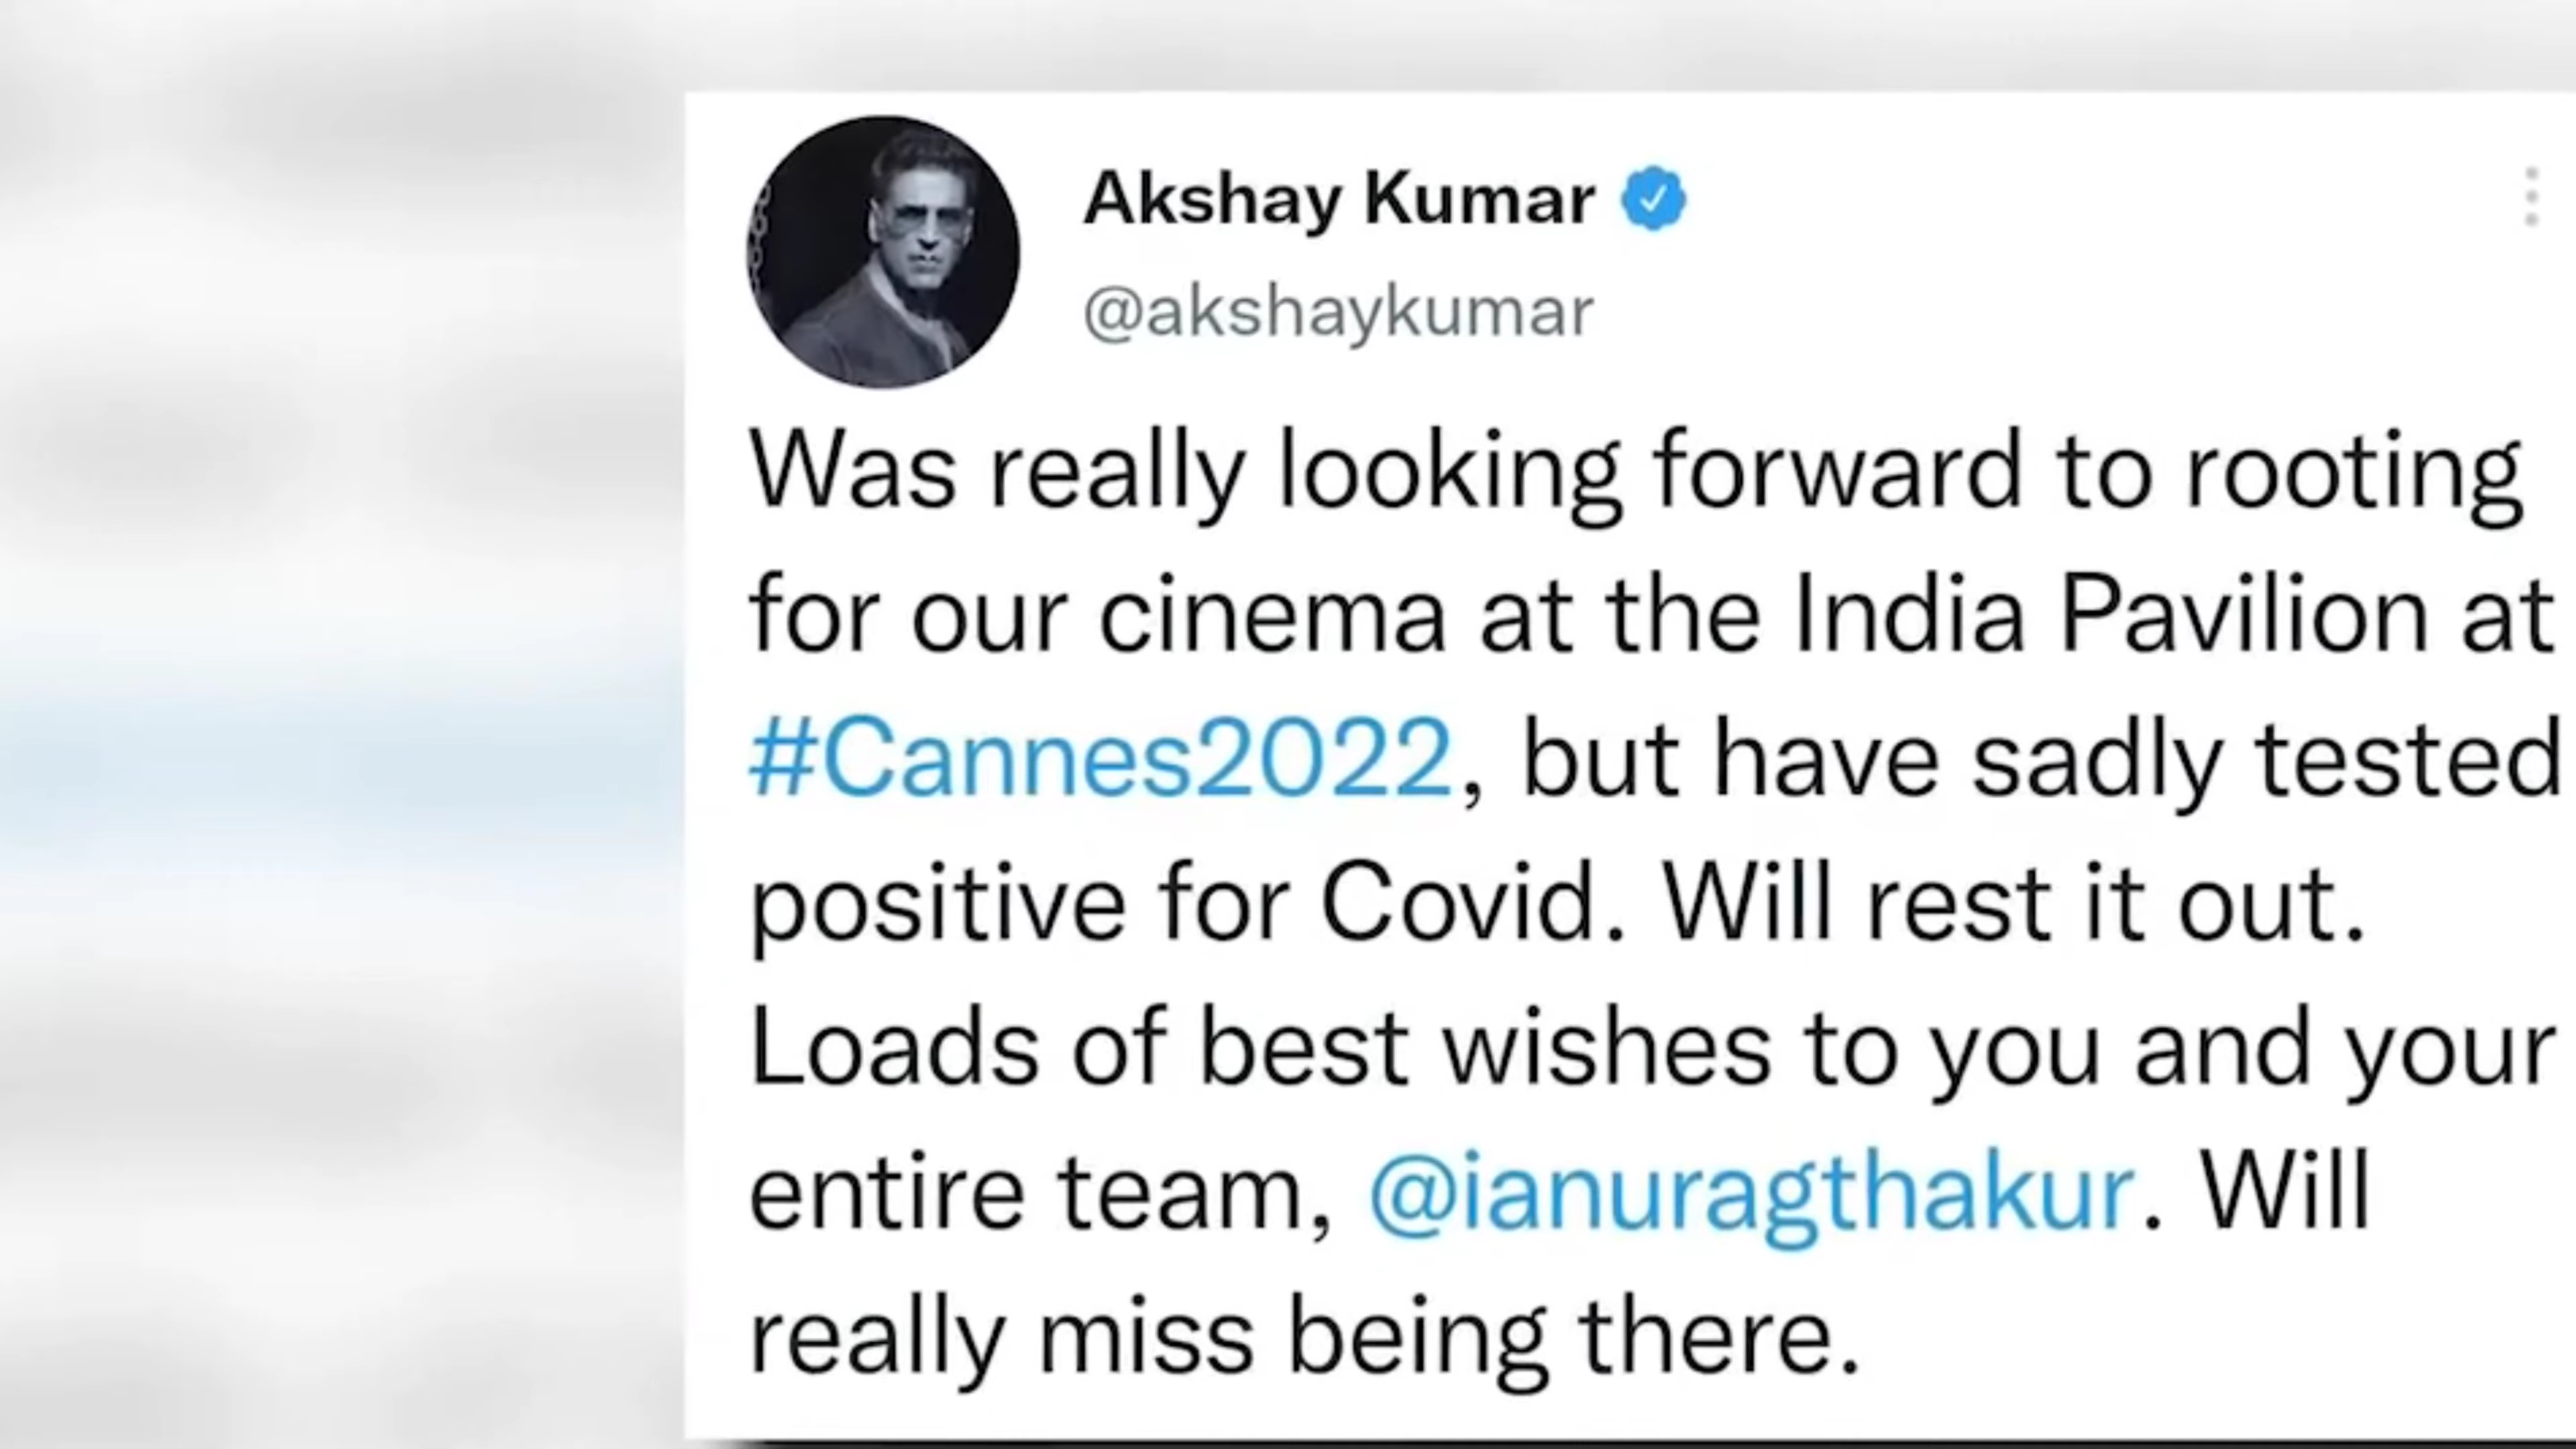 Akshay Kumar
@akshaykumar
Was really looking forward to rooting
for our cinema at the India Pavilion at
#Cannes2022, but have sadly tested
positive for Covid. Will rest it out.
Loads of best wishes to you and your
entire team, @ianuragthakur. Will
really miss being there.